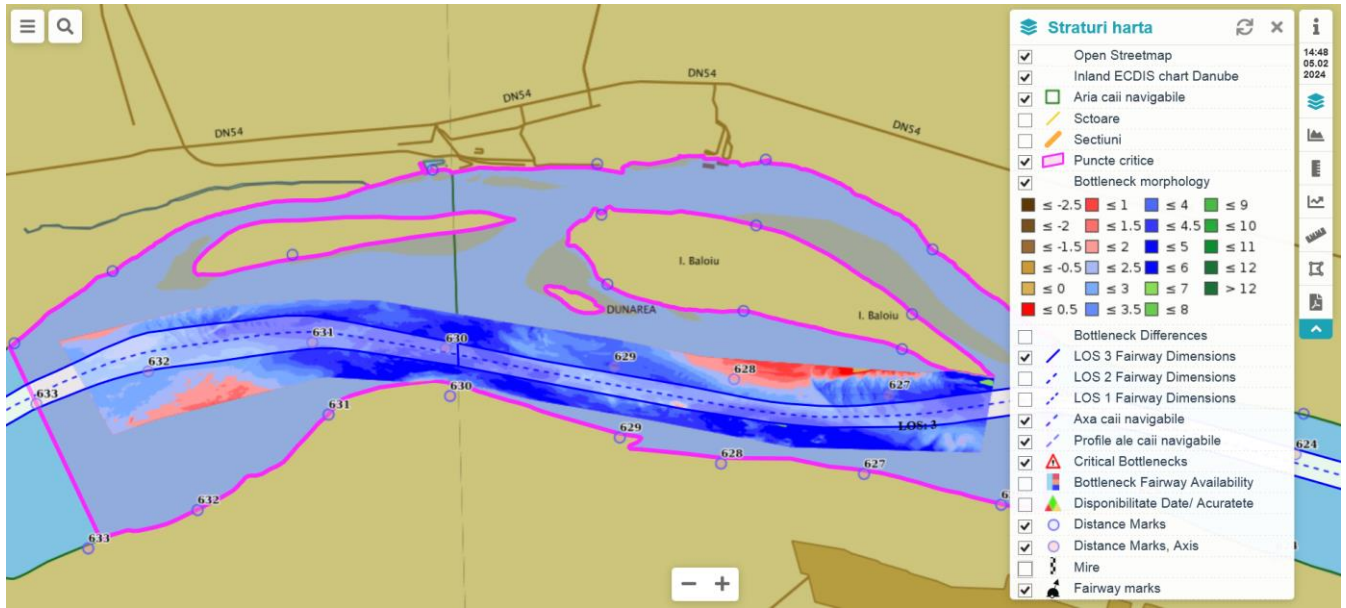 Straturi harta
14:48
05.02
2024
Open Streetmap
Inland ECDIS chart Danube
Aria caii navigabile
Sctoare
Sectiuni
Puncte critice
Bottleneck morphology
≤ -2.5 ≤ 1 ≤ 4 ≤ 9
≤ -2 ≤ 1.5 ≤ 4.5 ≤ 10
≤ -1.5 ≤ 2 ≤ 5 ≤ 11
≤ -0.5 ≤ 2.5 ≤ 6 ≤ 12
≤ 0 ≤ 3 ≤ 7 > 12
≤ 0.5 ≤ 3.5 ≤ 8
Bottleneck Differences
LOS 3 Fairway Dimensions
LOS 2 Fairway Dimensions
LOS 1 Fairway Dimensions
Axa caii navigabile
Profile ale caii navigabile
Critical Bottlenecks
Bottleneck Fairway Availability
Disponibilitate Date/ Acuratete
Distance Marks
Distance Marks, Axis
Mire
Fairway marks
DN54
DN54
DN54
DN54
I. Baloiu
I. Baloiu
DUNAREA
631
630
629
632
628
627
633
630
631
629
LOS: 3
628
627
624
632
633